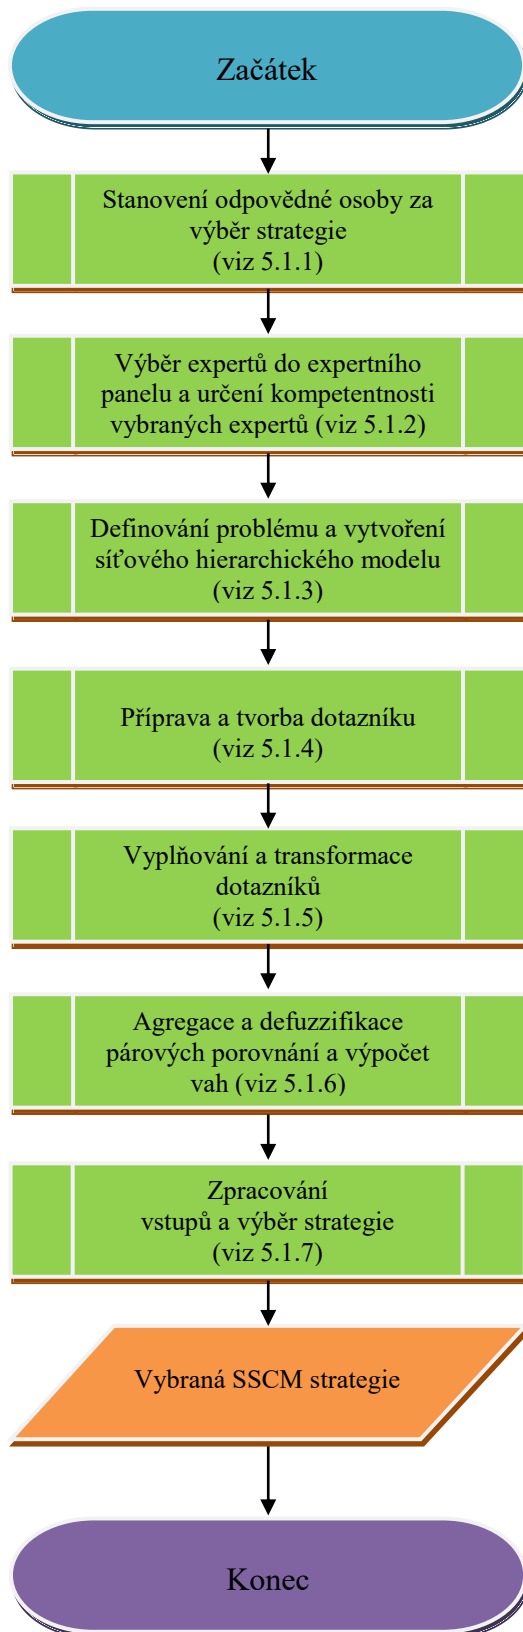 Začátek
Stanovení odpovědné osoby za
výběr strategie
(viz 5.1.1)
Výběr expertů do expertního
panelu a určení kompetentnosti
vybraných expertů (viz 5.1.2)
Definování problému a vytvoření
síťového hierarchického modelu
(viz 5.1.3)
Příprava a tvorba dotazníku
(viz 5.1.4)
Vyplňování a transformace
dotazníků
(viz 5.1.5)
Agregace a defuzzifikace
párových porovnání a výpočet
vah (viz 5.1.6)
Zpracování
vstupů a výběr strategie
(viz 5.1.7)
Vybraná SSCM strategie
Konec